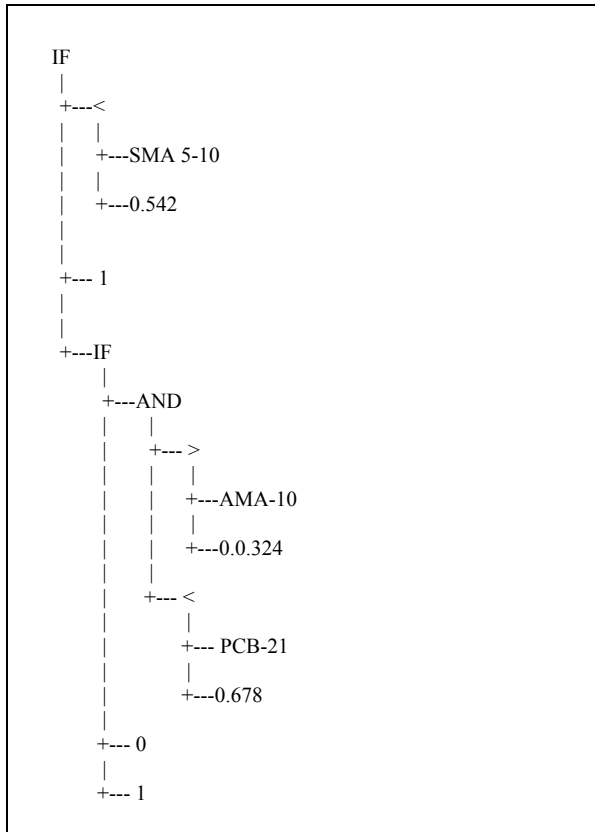 IF
|
+---<
| |
| +---SMA 5-10
| |
| +---0.542
|
|
+--- 1
|
|
+---IF
|
+---AND
| |
| +--- >
| | |
| | +---AMA-10
| | |
| | +---0.0.324
| |
| +--- <
| |
| +--- PCB-21
| |
| +---0.678
|
|
+--- 0
|
+--- 1